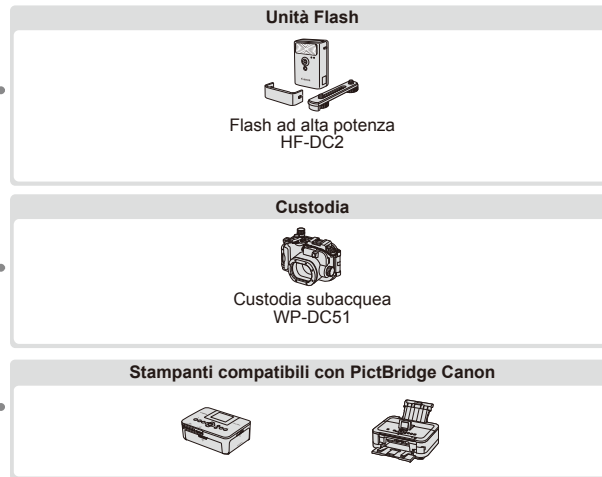 Unità Flash
Flash ad alta potenza
HF-DC2
Custodia
Custodia subacquea
WP-DC51
Stampanti compatibili con PictBridge Canon